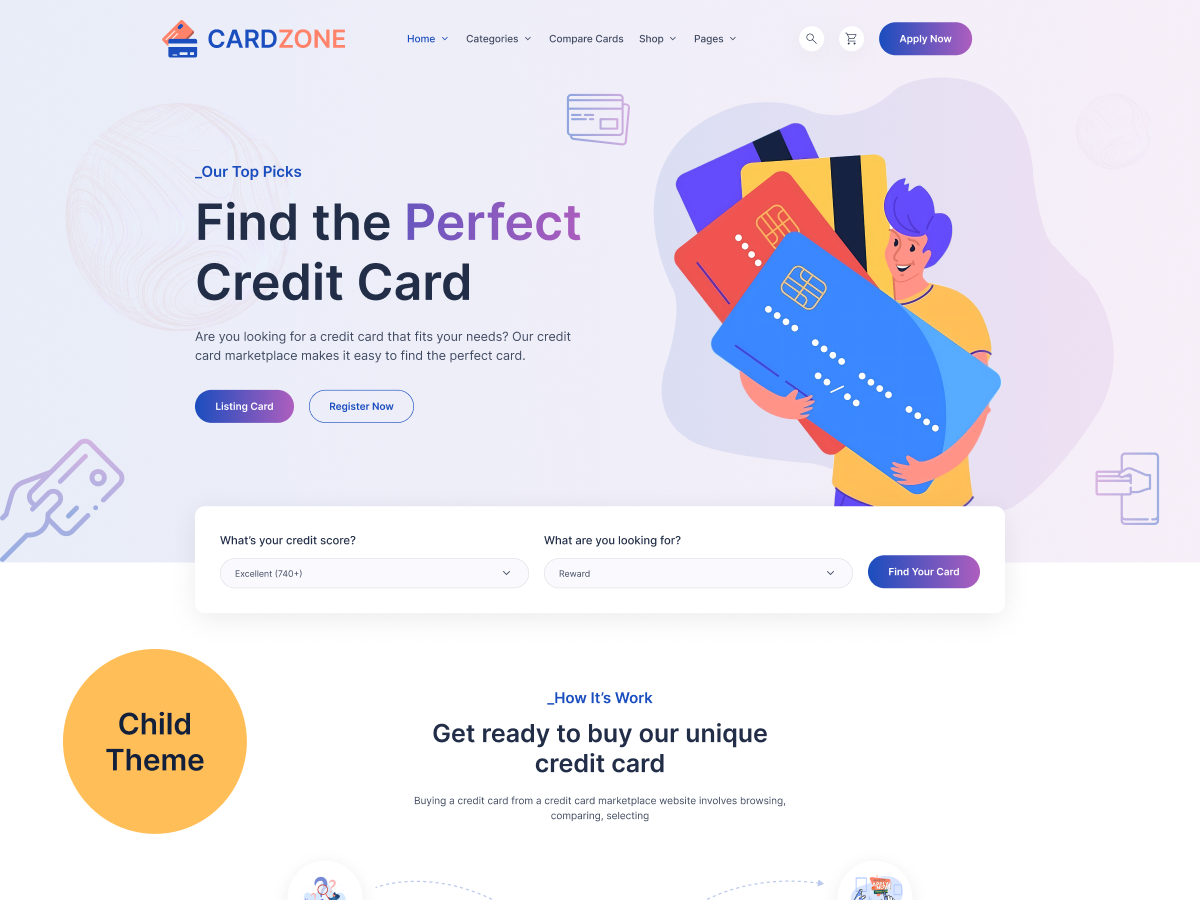 CARDZONE
Home
Categories
Compare Cards
Shop
Pages
Apply Now
_Our Top Picks
Find the Perfect
Credit Card
Are you looking for a credit card that fits your needs? Our credit
card marketplace makes it easy to find the perfect card.
Listing Card
Register Now
What's your credit score?
What are you looking for?
Excellent (740+)
Reward
Find Your Card
Child
Theme
_How It's Work
Get ready to buy our unique
credit card
Buying a credit card from a credit card marketplace website involves browsing,
comparing, selecting